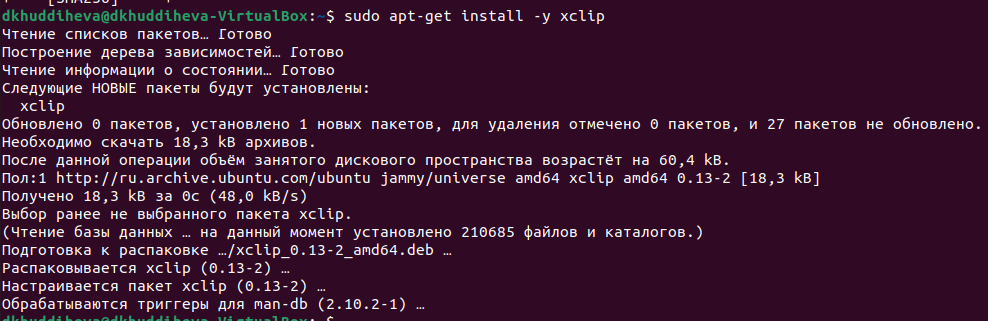 [SHA256]
dkhuddiheva@dkhuddiheva-VirtualBox:~$ sudo apt-get install -y xclip
Чтение списков пакетов… Готово
Построение дерева зависимостей… Готово
Чтение информации о состоянии… Готово
Следующие НОВЫЕ пакеты будут установлены:
  xclip
Обновлено 0 пакетов, установлено 1 новых пакетов, для удаления отмечено 0 пакетов, и 27 пакетов не обновлено.
Необходимо скачать 18,3 kB архивов.
После данной операции объём занятого дискового пространства возрастёт на 60,4 kB.
Пол:1 http://ru.archive.ubuntu.com/ubuntu jammy/universe amd64 xclip amd64 0.13-2 [18,3 kB]
Получено 18,3 kB за 0с (48,0 kB/s)
Выбор ранее не выбранного пакета xclip.
(Чтение базы данных … на данный момент установлено 210685 файлов и каталогов.)
Подготовка к распаковке …/xclip_0.13-2_amd64.deb …
Распаковывается xclip (0.13-2) …
Настраивается пакет xclip (0.13-2) …
Обрабатываются триггеры для man-db (2.10.2-1) …
dkhuddiheva@dkhuddiheva-VirtualBox:~$